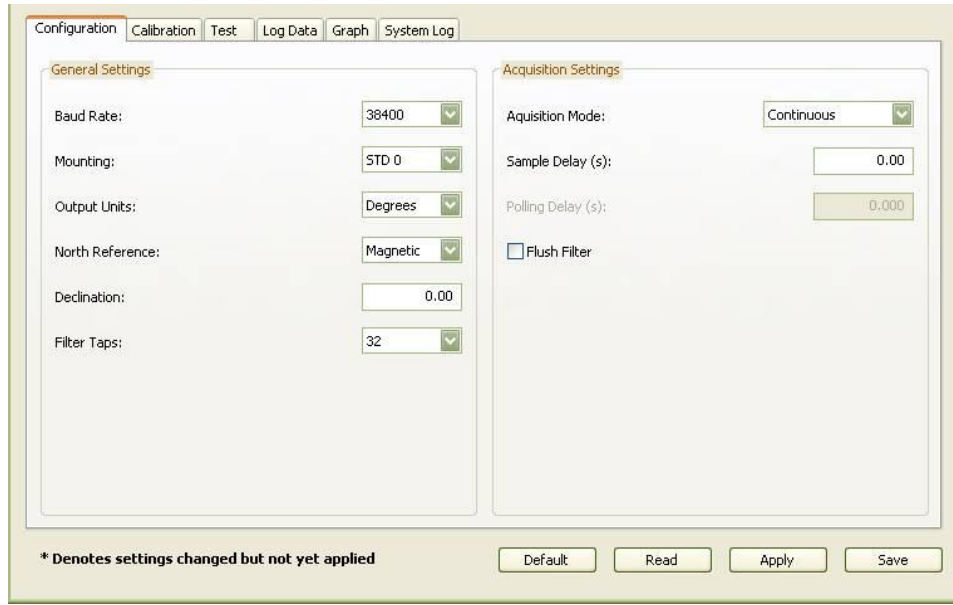 Configuration Calibration Test Log Data Graph System Log
General Settings
Baud Rate: 38400
Mounting: STD 0
Output Units: Degrees
North Reference: Magnetic
Declination: 0.00
Filter Taps: 32
Acquisition Settings
Aquisition Mode: Continuous
Sample Delay (s): 0.00
Polling Delay (s): 0.000
Flush Filter
* Denotes settings changed but not yet applied
Default Read Apply Save